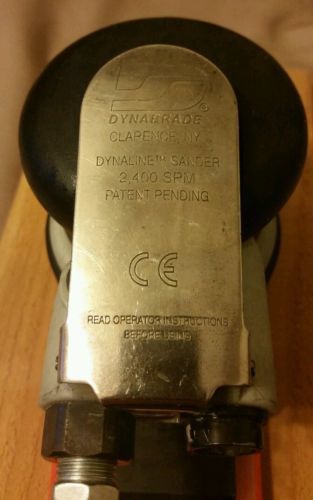 DYNABRADE
CLARENCE, NY
DYNALINE™ SANDER
2,400 SPM
PATENT PENDING
CE
READ OPERATOR INSTRUCTIONS
BEFORE USING